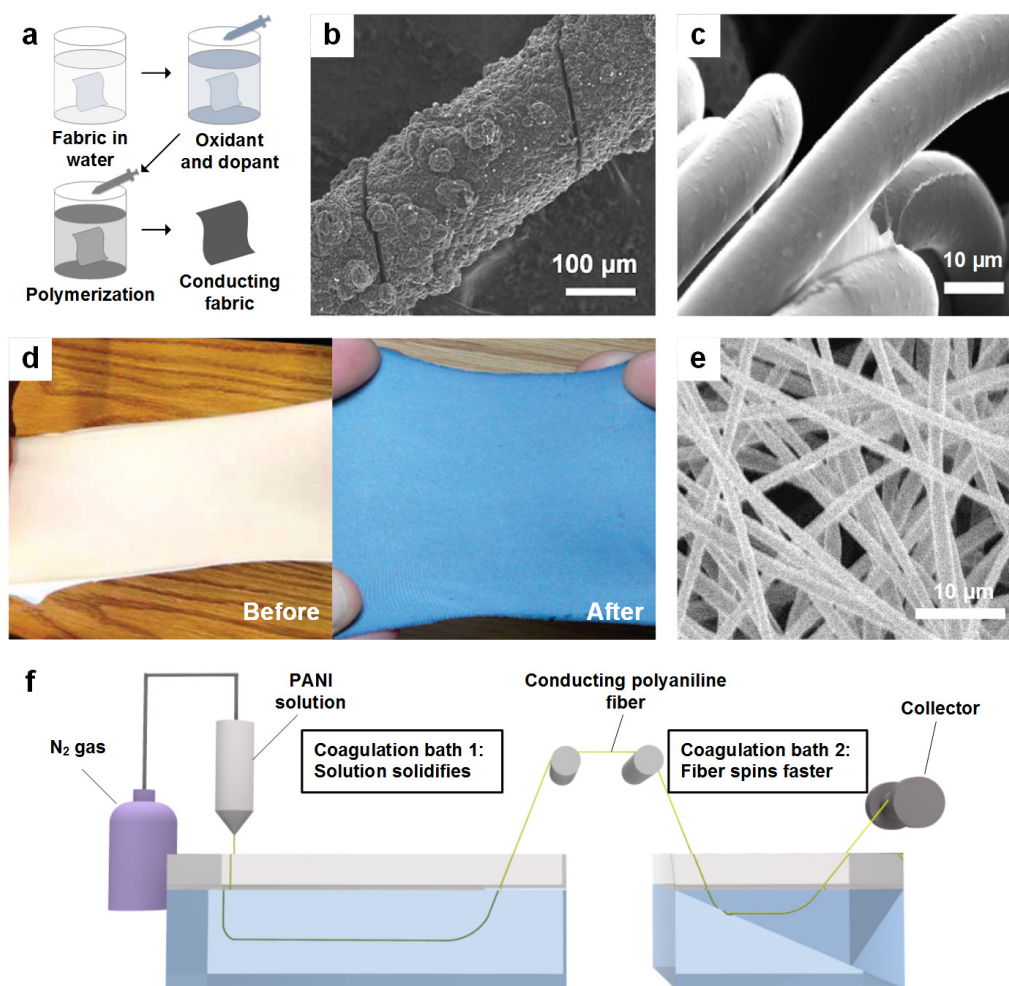 a
Fabric in
water
Oxidant
and dopant
Polymerization
Conducting
fabric
b
100 µm
c
10 µm
d
Before
After
e
10 µm
f
N₂ gas
PANI
solution
Coagulation bath 1:
Solution solidifies
Conducting polyaniline
fiber
Coagulation bath 2:
Fiber spins faster
Collector